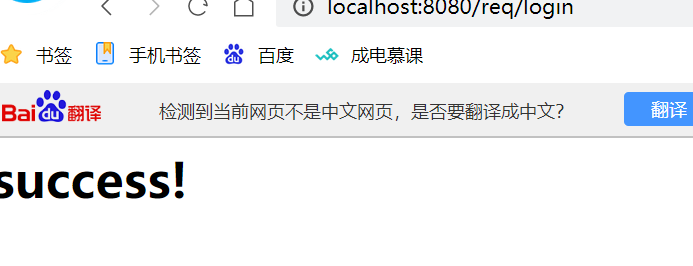 localhost:8080/req/login
书签 手机书签 百度 成电慕课
Bai du 翻译 检测到当前网页不是中文网页，是否要翻译成中文? 翻译
success!